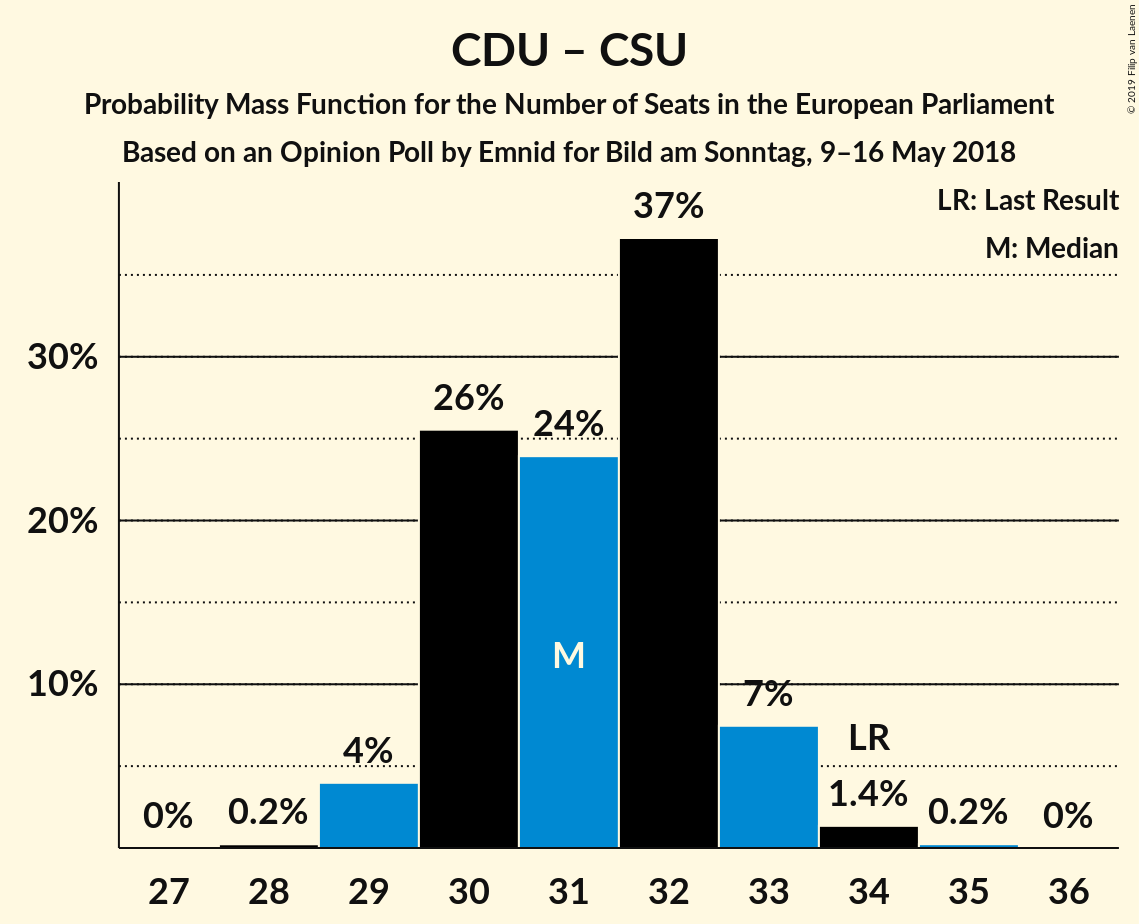 CDU – CSU
Probability Mass Function for the Number of Seats in the European Parliament
Based on an Opinion Poll by Emnid for Bild am Sonntag, 9–16 May 2018
© 2019 Filip van Laenen
LR: Last Result
M: Median
37%
30%
26%
24%
20%
M
10%
7%
LR
4%
1.4%
0%
0.2%
0.2%
0%
27 28 29 30 31 32 33 34 35 36